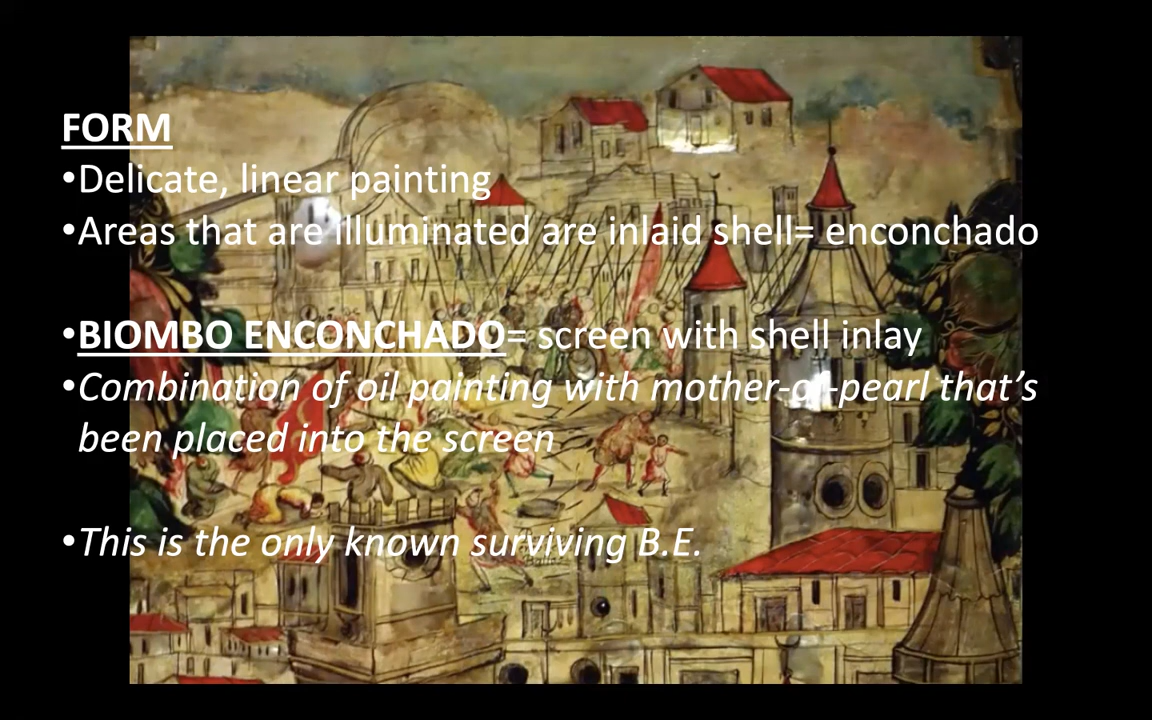 FORM
•Delicate, linear painting
•Areas that are illuminated are inlaid shell= enconchado
•BIOMBO ENCONCHADO= screen with shell inlay
•Combination of oil painting with mother-of-pearl that’s
been placed into the screen
•This is the only known surviving B.E.